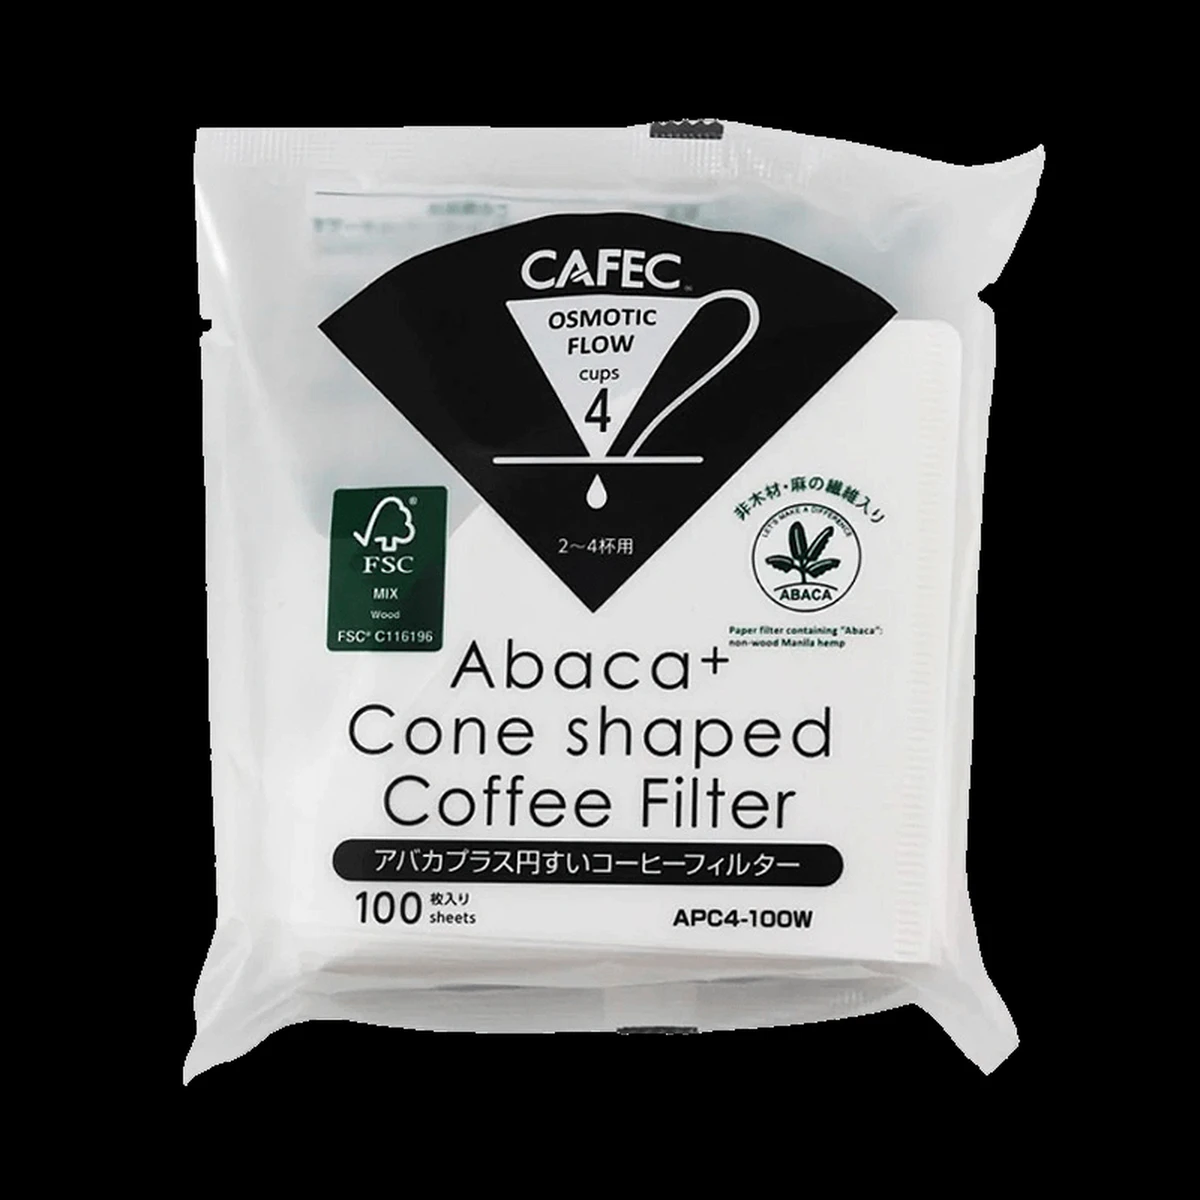 CAFEC
OSMOTIC
FLOW
cups
4
2～4杯用
非木材・麻の繊維入り
LET'S MAKE A DIFFERENCE
ABACA
Paper filter containing "Abaca":
non-wood Manila hemp
FSC
MIX
Wood
FSC® C116196
Abaca+
Cone shaped
Coffee Filter
アバカプラス円すいコーヒーフィルター
100 枚入り
sheets
APC4-100W